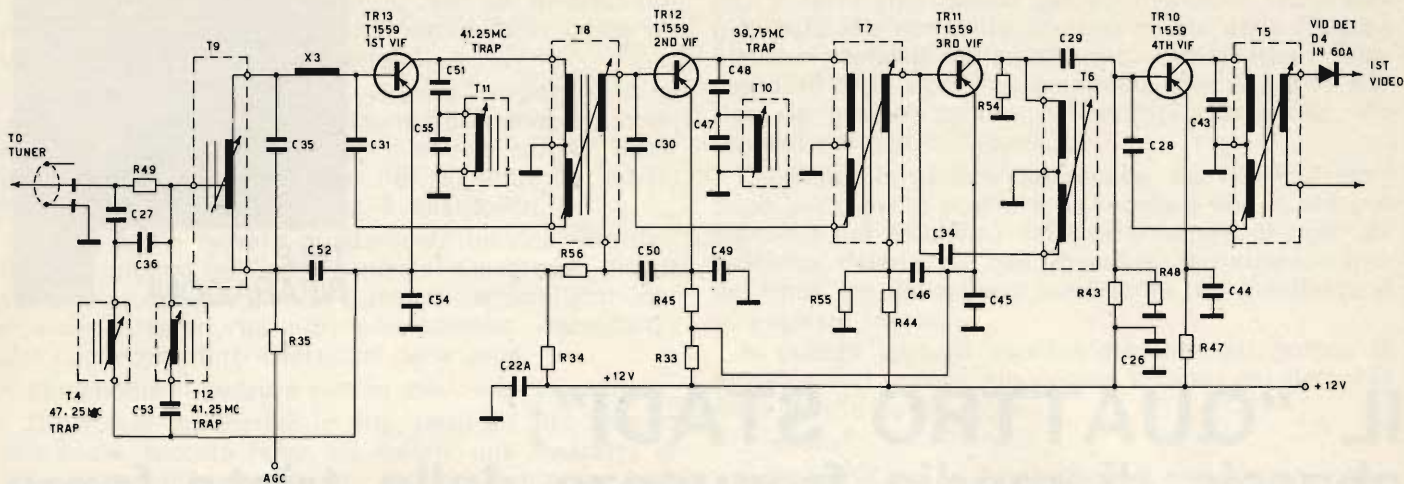 TR13
T1559
1ST VIF
41.25MC
TRAP
T8
TR12
T1559
2ND VIF
39.75MC
TRAP
T7
TR11
T1559
3RD VIF
C29
TR10
T1559
4TH VIF
T5
VID DET
D4
IN 60A
T9
X3
C51
T11
C55
C48
T10
C47
R54
T6
C43
1ST
VIDEO
TO
TUNER
R49
C27
C36
C35
C31
C30
C28
C52
C54
R56
C50
C49
R45
R55
C46
C34
C45
R44
R43
R48
C44
C26
R47
T4
47.25MC
TRAP
C53
T12
41.25MC
TRAP
R35
C22A
R34
+12V
R33
+12V
AGC